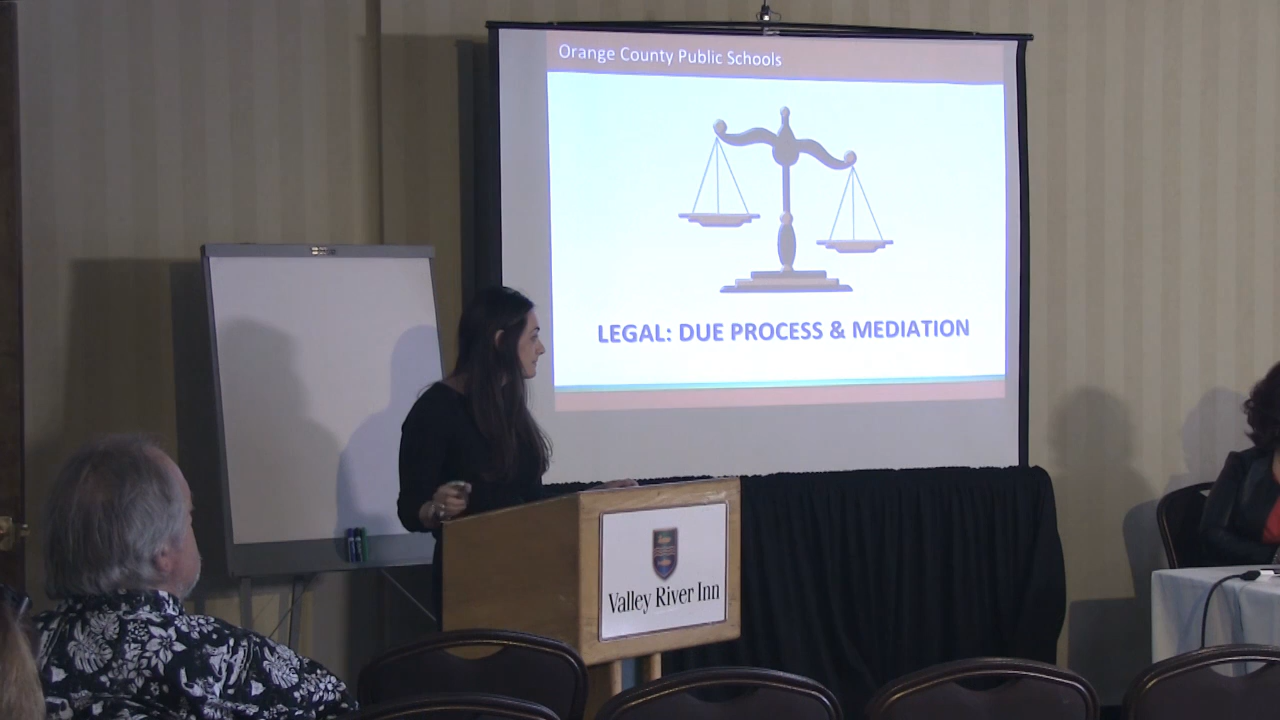 Orange County Public Schools
LEGAL: DUE PROCESS & MEDIATION
Valley River Inn